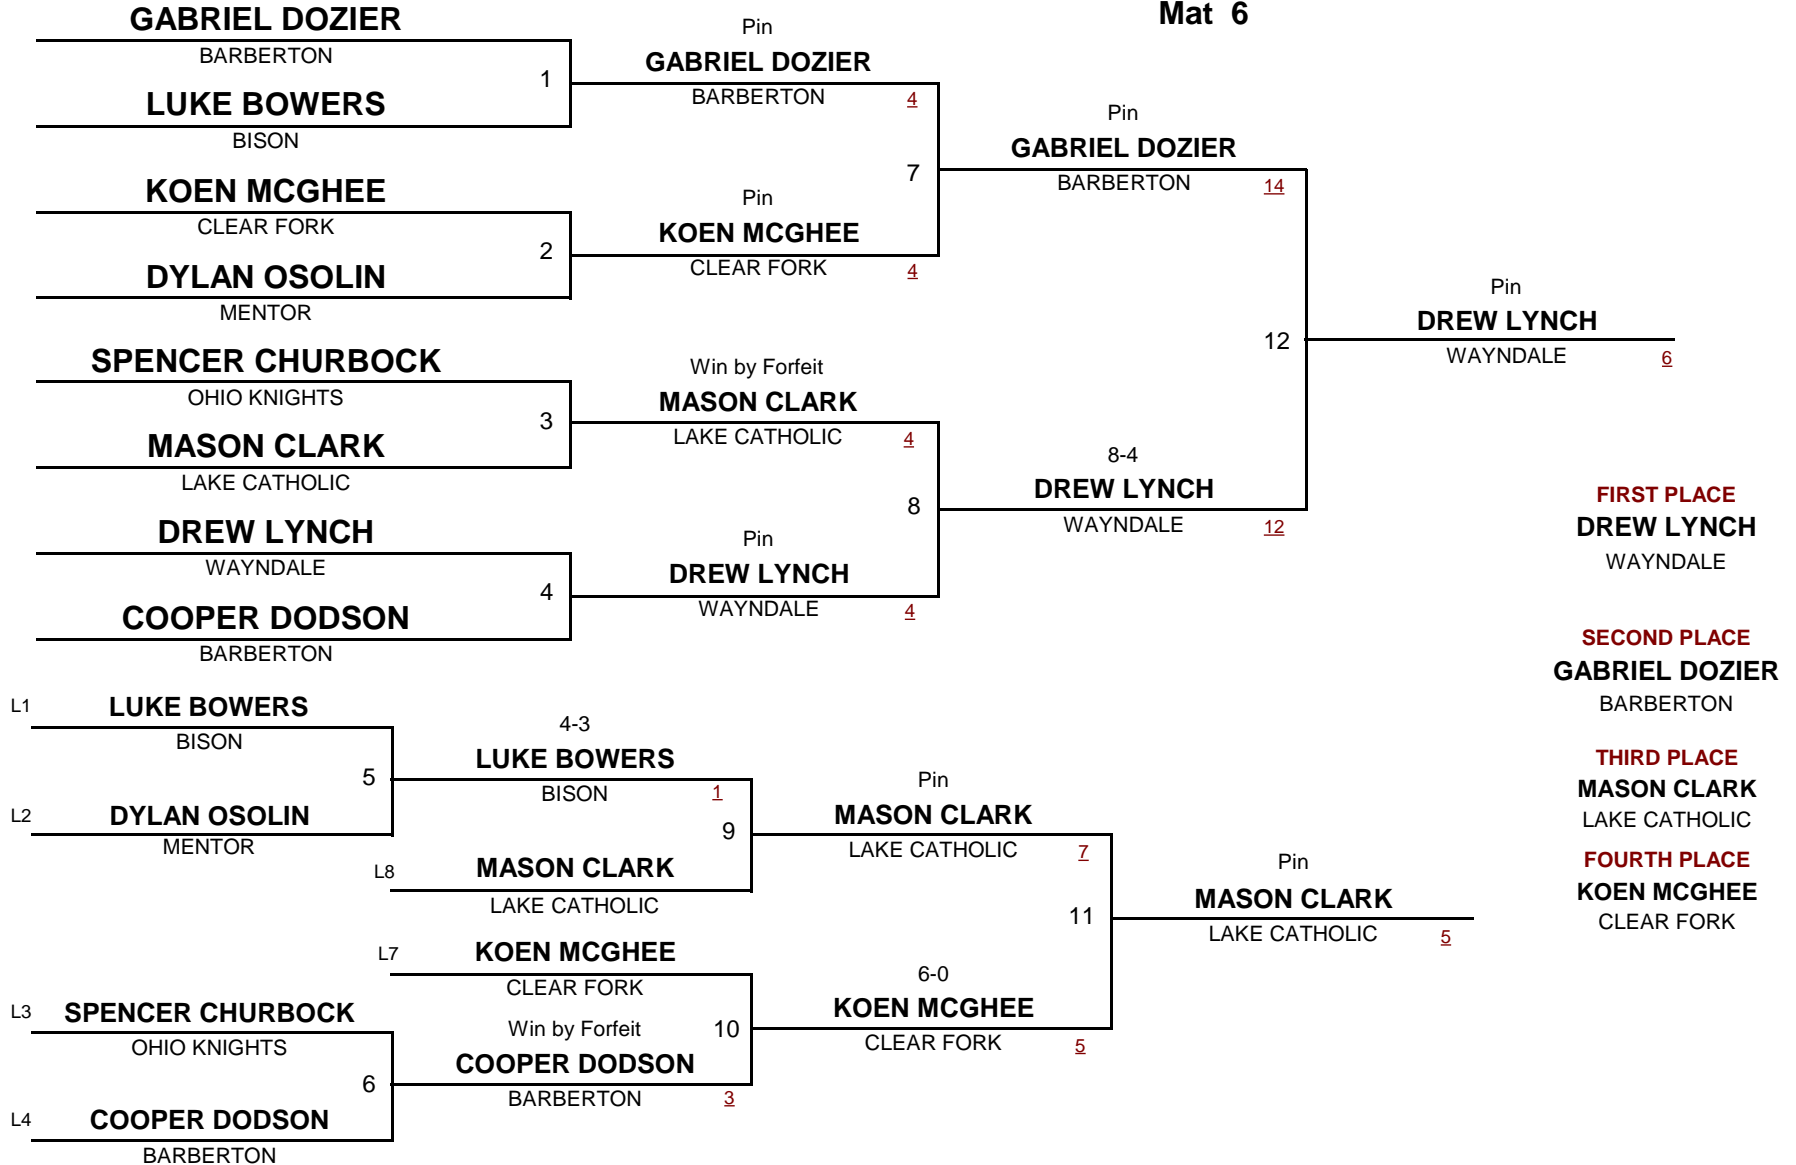 Mat 6
GABRIEL DOZIER
BARBERTON
1
LUKE BOWERS
BISON
KOEN MCGHEE
CLEAR FORK
2
DYLAN OSOLIN
MENTOR
SPENCER CHURBOCK
OHIO KNIGHTS
3
MASON CLARK
LAKE CATHOLIC
DREW LYNCH
WAYNDALE
4
COOPER DODSON
BARBERTON
Pin
GABRIEL DOZIER
BARBERTON 4
7
Pin
KOEN MCGHEE
CLEAR FORK 4
Win by Forfeit
MASON CLARK
LAKE CATHOLIC 4
8
Pin
DREW LYNCH
WAYNDALE 4
Pin
GABRIEL DOZIER
BARBERTON 14
12
8-4
DREW LYNCH
WAYNDALE 12
Pin
DREW LYNCH
WAYNDALE 6
L1 LUKE BOWERS
BISON
5
L2 DYLAN OSOLIN
MENTOR
4-3
LUKE BOWERS
BISON 1
9
L8 MASON CLARK
LAKE CATHOLIC
L7 KOEN MCGHEE
CLEAR FORK
L3 SPENCER CHURBOCK
OHIO KNIGHTS
6
L4 COOPER DODSON
BARBERTON
Win by Forfeit 10
COOPER DODSON
BARBERTON 3
Pin
MASON CLARK
LAKE CATHOLIC 7
11
6-0
KOEN MCGHEE
CLEAR FORK 5
Pin
MASON CLARK
LAKE CATHOLIC 5
FIRST PLACE
DREW LYNCH
WAYNDALE
SECOND PLACE
GABRIEL DOZIER
BARBERTON
THIRD PLACE
MASON CLARK
LAKE CATHOLIC
FOURTH PLACE
KOEN MCGHEE
CLEAR FORK